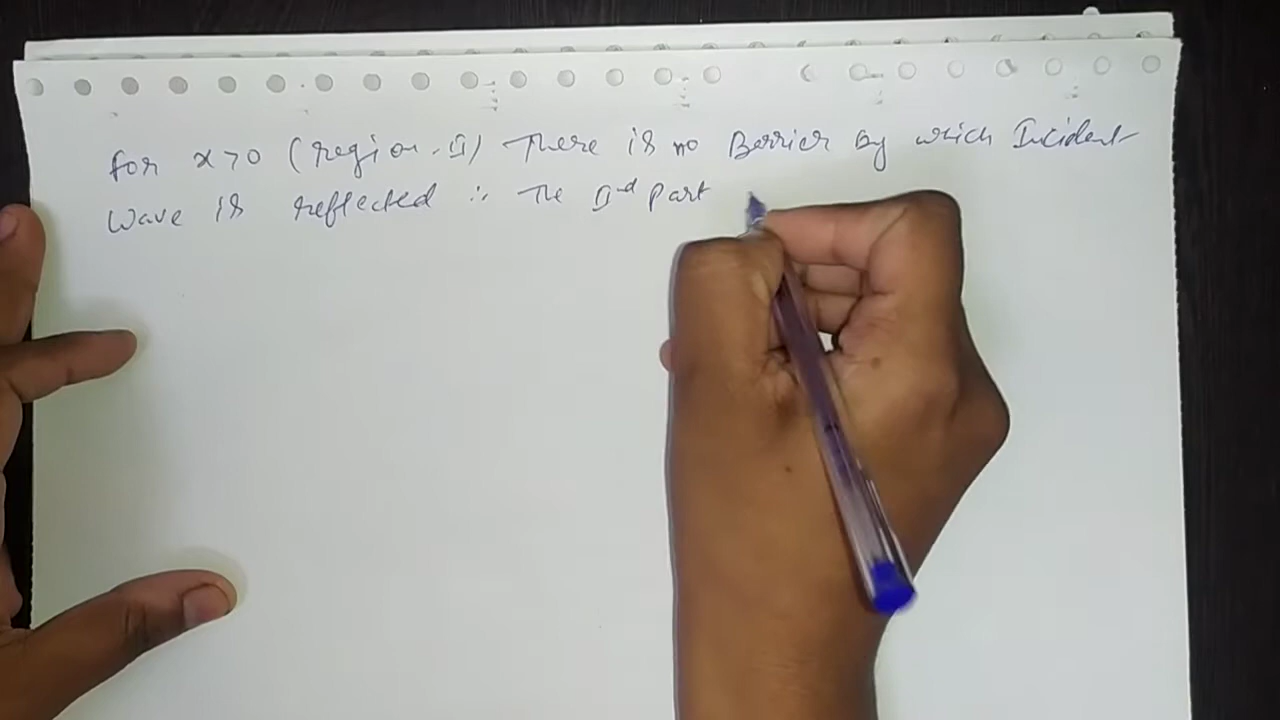 for x > 0 (region-II) There is no Barrier by which Incident
Wave is reflected ∴ The IInd Part